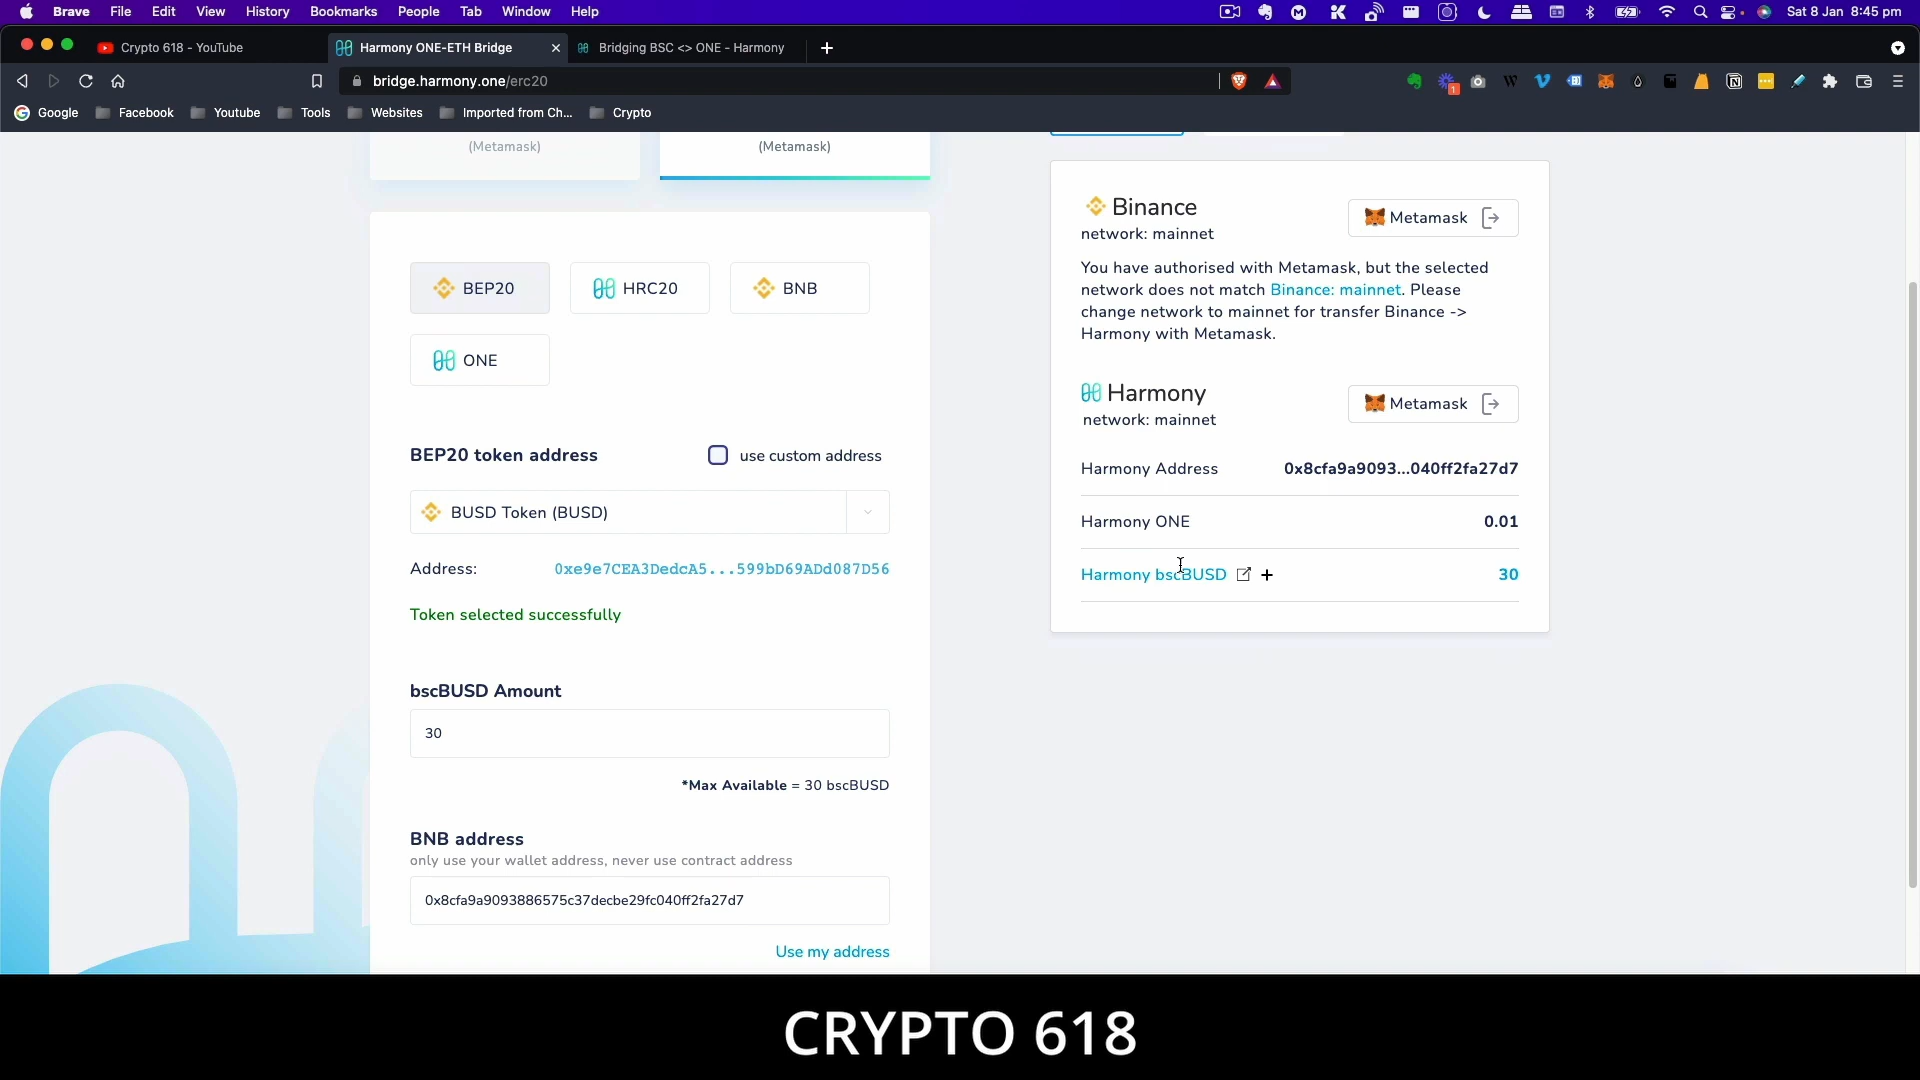 Brave File Edit View History Bookmarks People Tab Window Help Sat 8 Jan 8:45 pm
Crypto 618 - YouTube
Harmony ONE-ETH Bridge
Bridging BSC <> ONE - Harmony
bridge.harmony.one/erc20
1
Google Facebook Youtube Tools Websites Imported from Ch... Crypto
(Metamask)
(Metamask)
BEP20
HRC20
BNB
ONE
BEP20 token address
use custom address
BUSD Token (BUSD)
Address: 0xe9e7CEA3DedcA5...599bD69ADd087D56
Token selected successfully
bscBUSD Amount
30
*Max Available = 30 bscBUSD
BNB address
only use your wallet address, never use contract address
0x8cfa9a9093886575c37decbe29fc040ff2fa27d7
Use my address
Binance
network: mainnet
Metamask
You have authorised with Metamask, but the selected
network does not match Binance: mainnet. Please
change network to mainnet for transfer Binance ->
Harmony with Metamask.
Harmony
network: mainnet
Metamask
Harmony Address 0x8cfa9a9093...040ff2fa27d7
Harmony ONE 0.01
Harmony bscBUSD + 30
CRYPTO 618